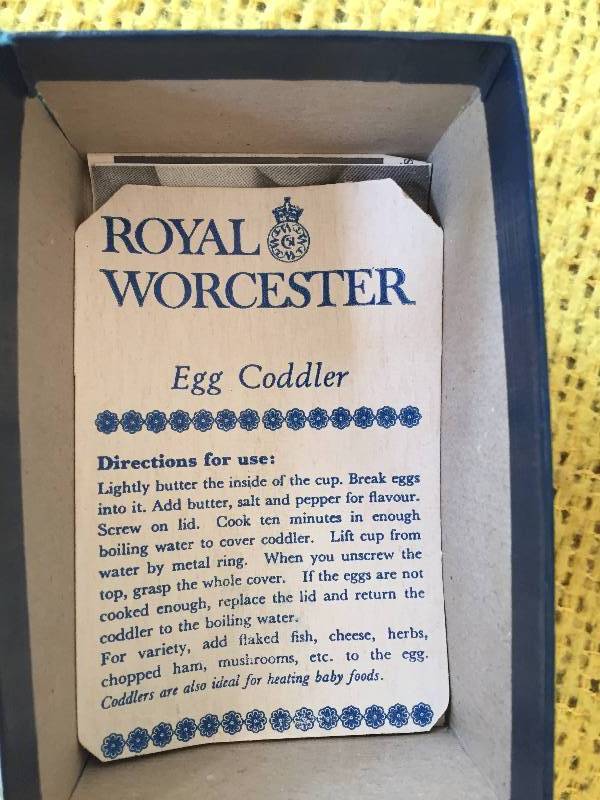 ROYAL
WORCESTER
Egg Coddler
Directions for use:
Lightly butter the inside of the cup. Break eggs
into it. Add butter, salt and pepper for flavour.
Screw on lid. Cook ten minutes in enough
boiling water to cover coddler. Lift cup from
water by metal ring. When you unscrew the
top, grasp the whole cover. If the eggs are not
cooked enough, replace the lid and return the
coddler to the boiling water.
For variety, add flaked fish, cheese, herbs,
chopped ham, mushrooms, etc. to the egg.
Coddlers are also ideal for heating baby foods.